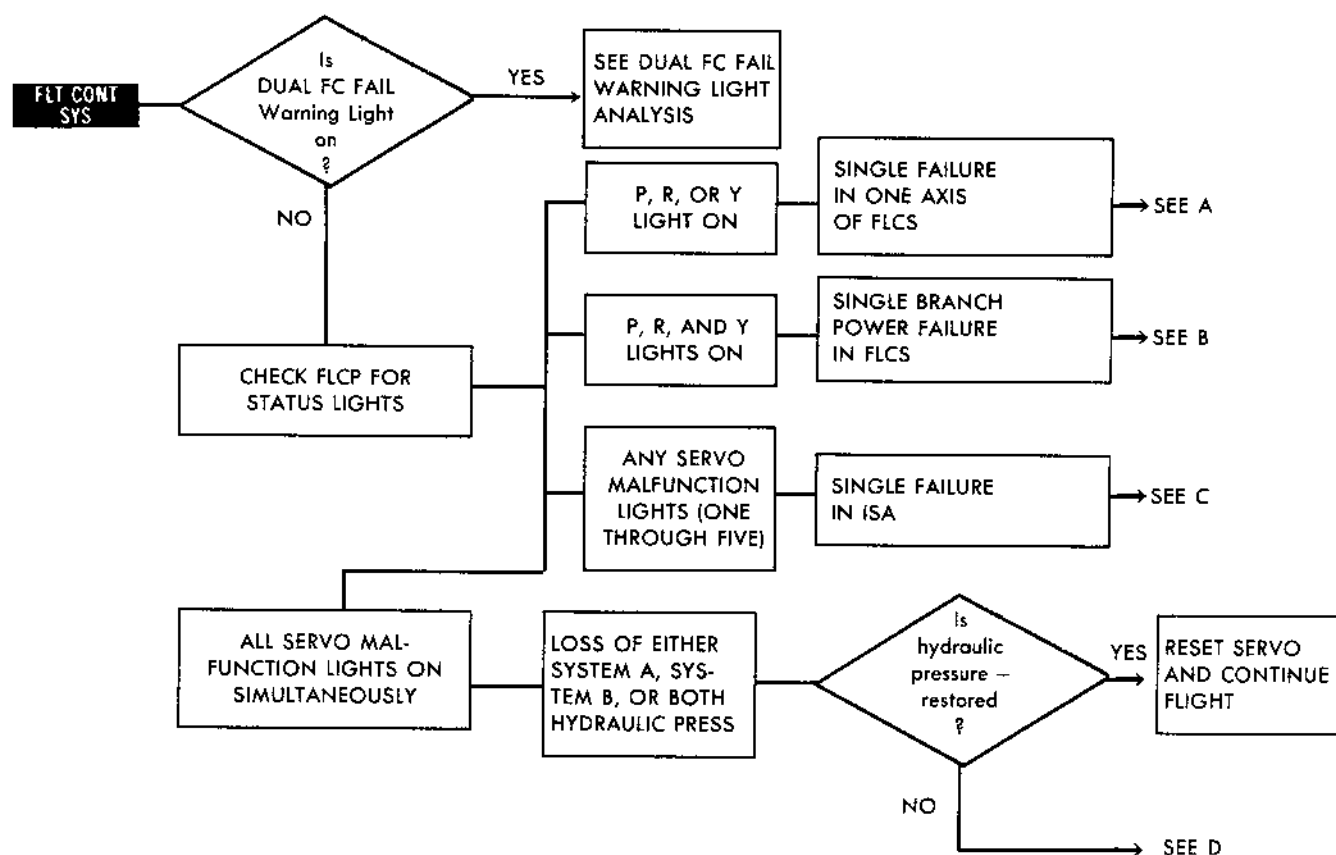 FLT CONT
SYS
Is
DUAL FC FAIL
Warning Light
on
?
YES
SEE DUAL FC FAIL
WARNING LIGHT
ANALYSIS
NO
CHECK FLCP FOR
STATUS LIGHTS
P, R, OR Y
LIGHT ON
SINGLE FAILURE
IN ONE AXIS
OF FLCS
SEE A
P, R, AND Y
LIGHTS ON
SINGLE BRANCH
POWER FAILURE
IN FLCS
SEE B
ANY SERVO
MALFUNCTION
LIGHTS (ONE
THROUGH FIVE)
SINGLE FAILURE
IN ISA
SEE C
ALL SERVO MAL-
FUNCTION LIGHTS ON
SIMULTANEOUSLY
LOSS OF EITHER
SYSTEM A, SYS-
TEM B, OR BOTH
HYDRAULIC PRESS
Is
hydraulic
pressure –
restored
?
YES
RESET SERVO
AND CONTINUE
FLIGHT
NO
SEE D